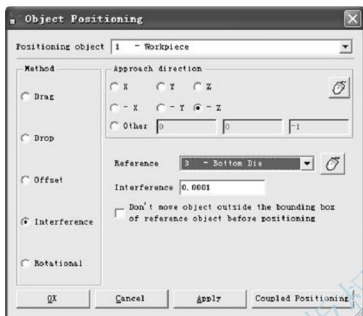 Object Positioning
Positioning object 1 - Workpiece
Method
Drag
Drop
Offset
Interference
Rotational
Approach direction
X Y Z
- X - Y - Z
Other 0 0 -1
Reference 3 - Bottom Die
Interference 0.0001
Don't move object outside the bounding box
of reference object before positioning
OK Cancel Apply Coupled Positioning